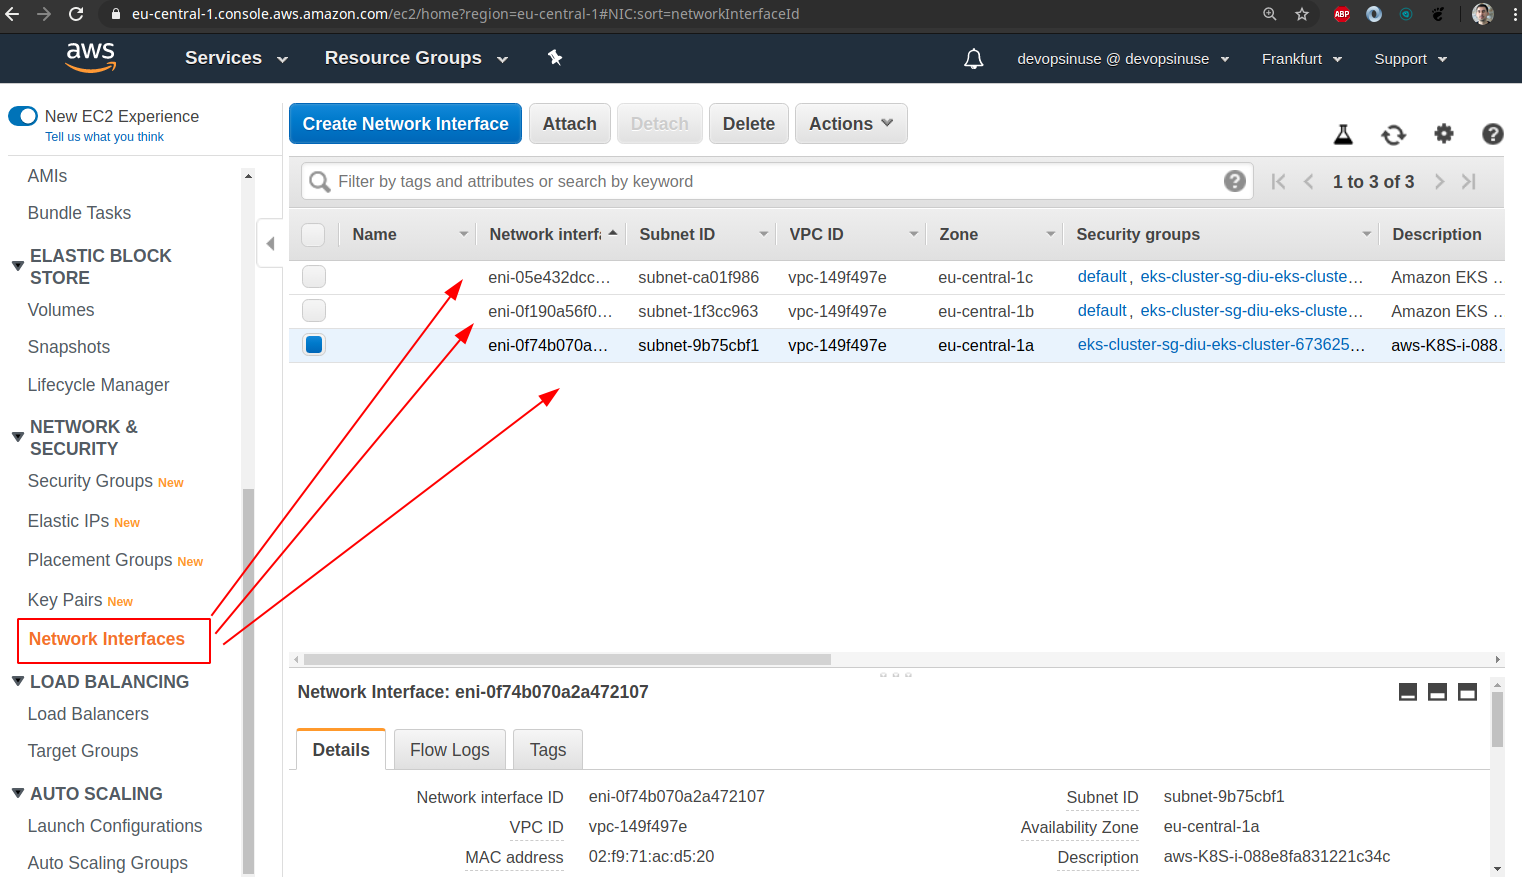 eu-central-1.console.aws.amazon.com/ec2/home?region=eu-central-1#NIC:sort=networkInterfaceId
ABP
aws
Services
Resource Groups
devopsinuse @ devopsinuse
Frankfurt
Support
New EC2 Experience
Tell us what you think
AMIs
Bundle Tasks
ELASTIC BLOCK
STORE
Volumes
Snapshots
Lifecycle Manager
NETWORK &
SECURITY
Security Groups New
Elastic IPs New
Placement Groups New
Key Pairs New
Network Interfaces
LOAD BALANCING
Load Balancers
Target Groups
AUTO SCALING
Launch Configurations
Auto Scaling Groups
Create Network Interface
Attach
Detach
Delete
Actions
Filter by tags and attributes or search by keyword
1 to 3 of 3
Name Network interfa Subnet ID VPC ID Zone Security groups Description
eni-05e432dcc... subnet-ca01f986 vpc-149f497e eu-central-1c default, eks-cluster-sg-diu-eks-cluste... Amazon EKS ..
eni-0f190a56f0... subnet-1f3cc963 vpc-149f497e eu-central-1b default, eks-cluster-sg-diu-eks-cluste... Amazon EKS ..
eni-0f74b070a... subnet-9b75cbf1 vpc-149f497e eu-central-1a eks-cluster-sg-diu-eks-cluster-673625... aws-K8S-i-088.
Network Interface: eni-0f74b070a2a472107
Details
Flow Logs
Tags
Network interface ID eni-0f74b070a2a472107
Subnet ID subnet-9b75cbf1
VPC ID vpc-149f497e
Availability Zone eu-central-1a
MAC address 02:f9:71:ac:d5:20
Description aws-K8S-i-088e8fa831221c34c